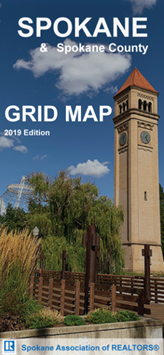 SPOKANE
& Spokane County
GRID MAP
2019 Edition
Spokane Association of REALTORS®